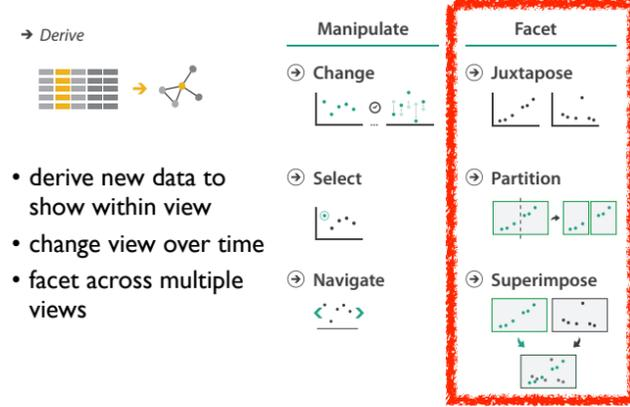 → Derive
• derive new data to
show within view
• change view over time
• facet across multiple
views
Manipulate
Change
...
Select
Navigate
Facet
Juxtapose
Partition
Superimpose